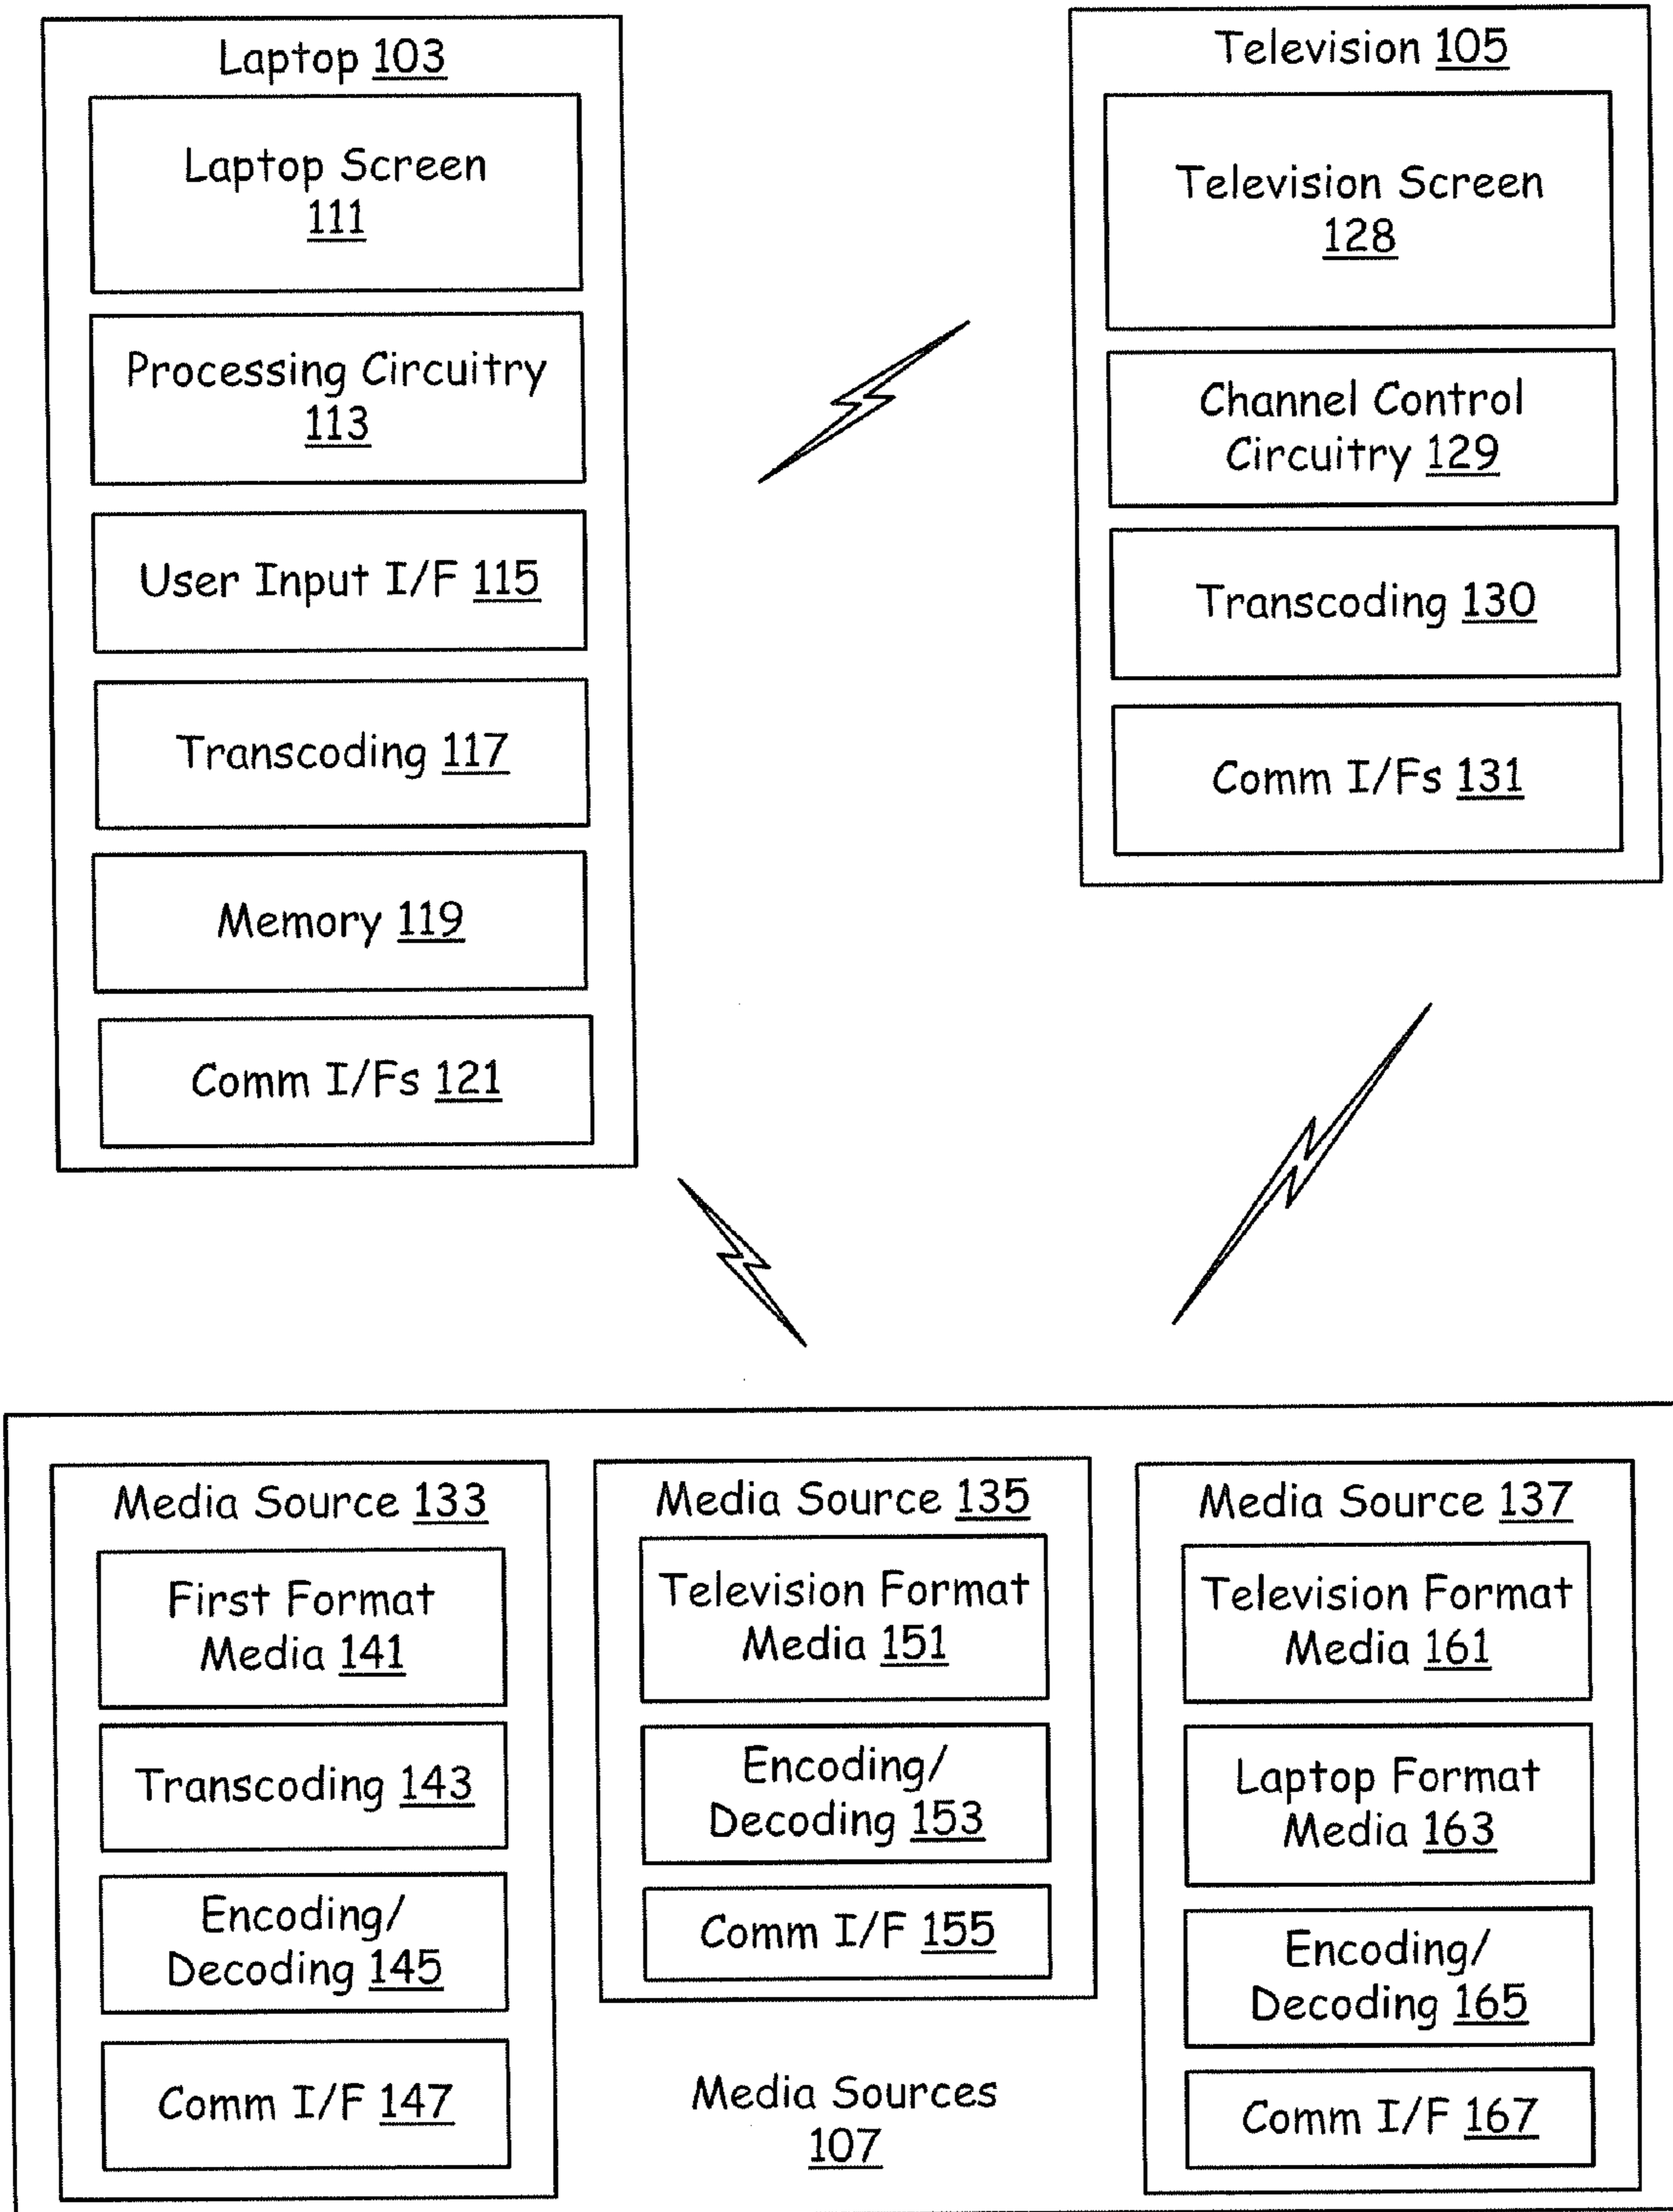 Laptop 103
Laptop Screen
111
Processing Circuitry
113
User Input I/F 115
Transcoding 117
Memory 119
Comm I/Fs 121
Television 105
Television Screen
128
Channel Control
Circuitry 129
Transcoding 130
Comm I/Fs 131
Media Source 133
First Format
Media 141
Transcoding 143
Encoding/
Decoding 145
Comm I/F 147
Media Source 135
Television Format
Media 151
Encoding/
Decoding 153
Comm I/F 155
Media Sources
107
Media Source 137
Television Format
Media 161
Laptop Format
Media 163
Encoding/
Decoding 165
Comm I/F 167